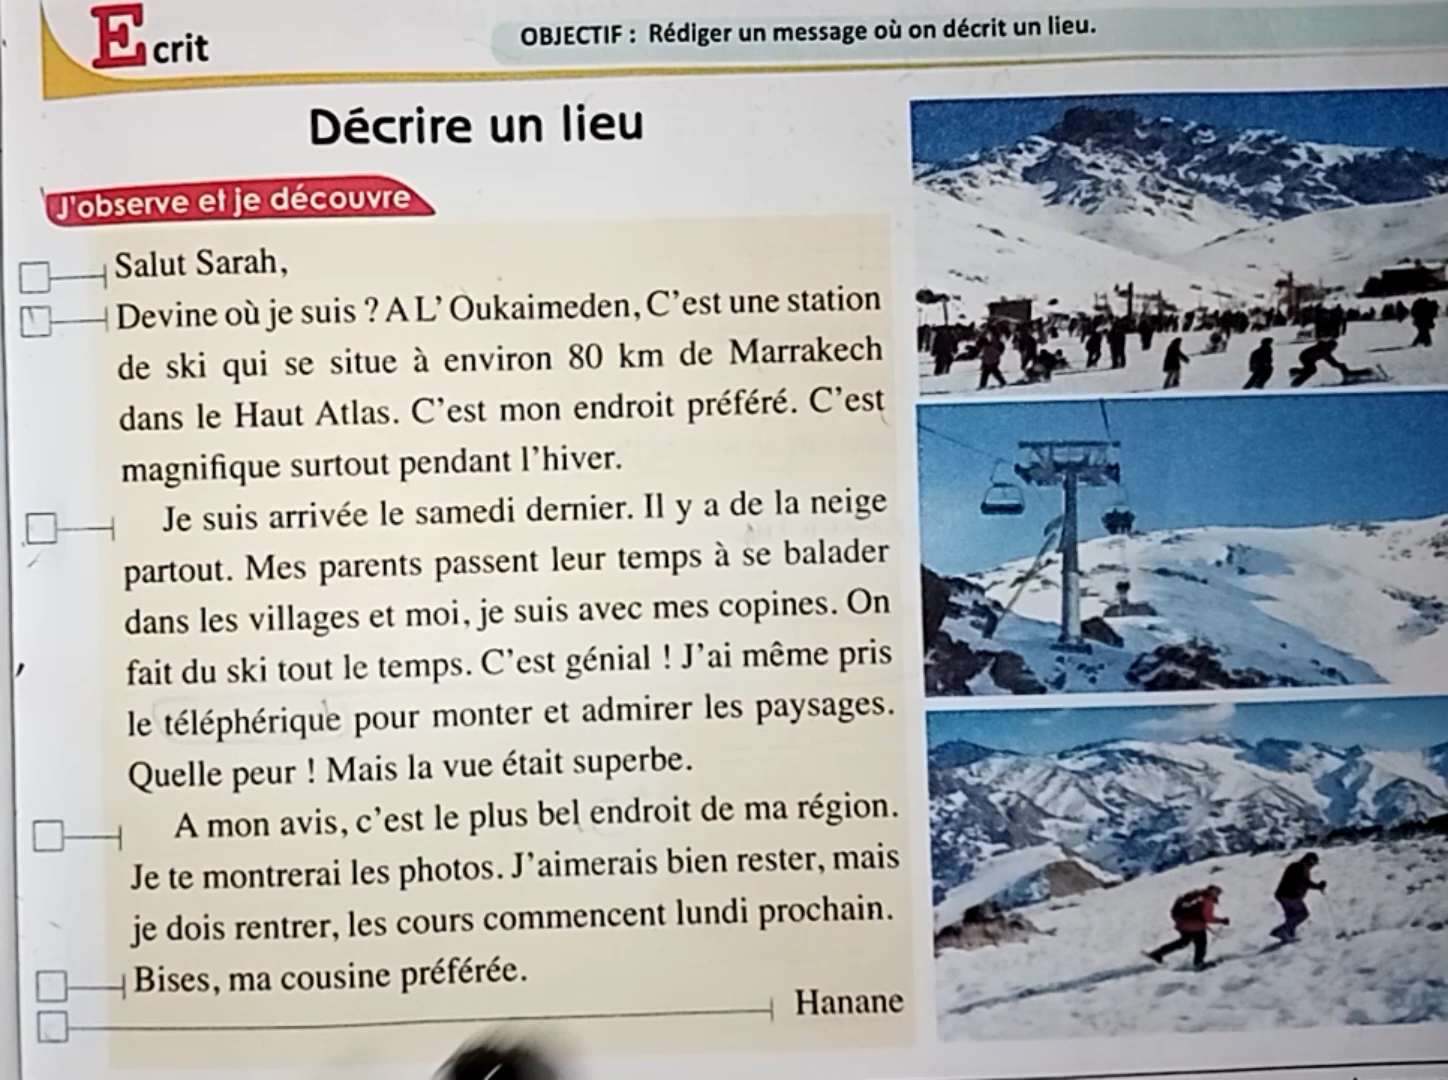 Ecrit
OBJECTIF : Rédiger un message où on décrit un lieu.
Décrire un lieu
J'observe et je découvre
Salut Sarah,
Devine où je suis ? A L' Oukaimeden, C'est une station
de ski qui se situe à environ 80 km de Marrakech
dans le Haut Atlas. C'est mon endroit préféré. C'est
magnifique surtout pendant l'hiver.
Je suis arrivée le samedi dernier. Il y a de la neige
partout. Mes parents passent leur temps à se balader
dans les villages et moi, je suis avec mes copines. On
fait du ski tout le temps. C'est génial ! J'ai même pris
le téléphérique pour monter et admirer les paysages.
Quelle peur ! Mais la vue était superbe.
A mon avis, c'est le plus bel endroit de ma région.
Je te montrerai les photos. J'aimerais bien rester, mais
je dois rentrer, les cours commencent lundi prochain.
Bises, ma cousine préférée.
Hanane